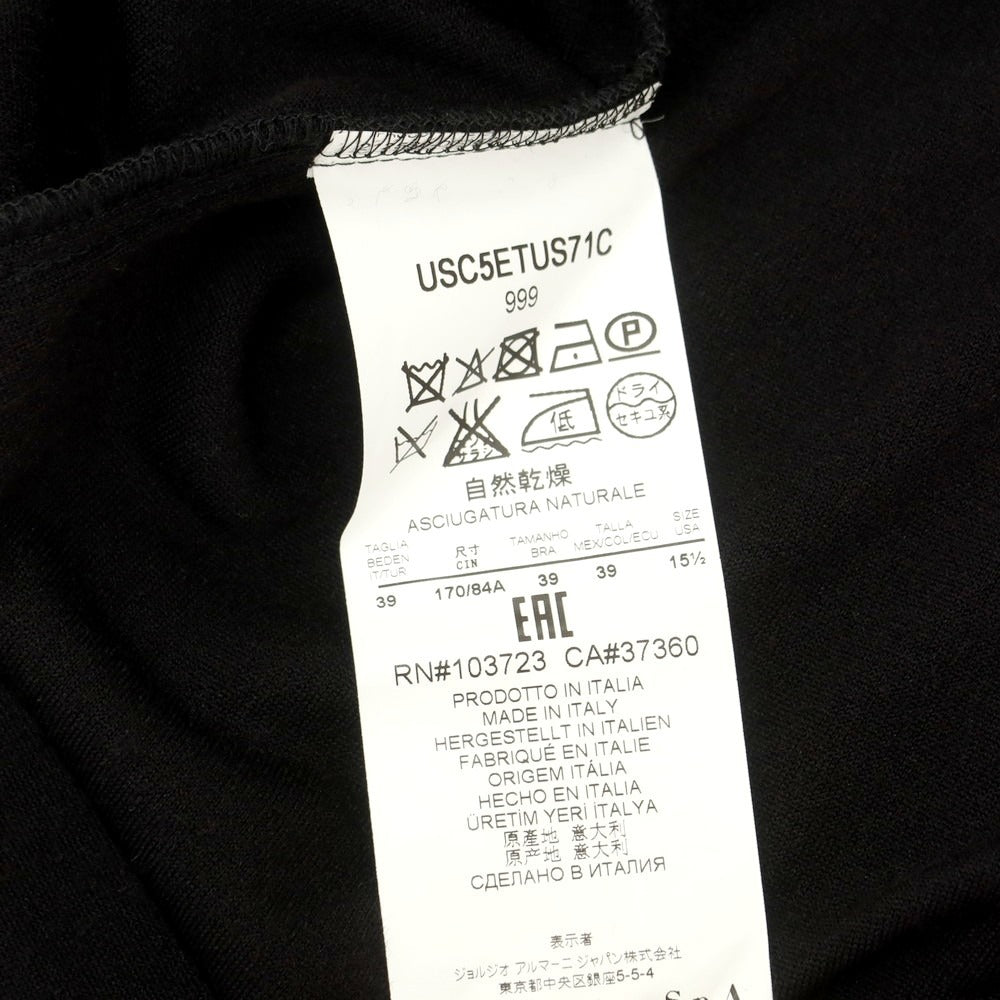 USC5ETUS71C
999
P
低 ドライ セキユ系
サラシ
自然乾燥
ASCIUGATURA NATURALE
TAGLIA BEDEN IT/TUR 尺寸 CIN TAMANHO BRA TALLA MEX/COL/ECU SIZE USA
39 170/84A 39 39 15½
EAC
RN#103723 CA#37360
PRODOTTO IN ITALIA
MADE IN ITALY
HERGESTELLT IN ITALIEN
FABRIQUÉ EN ITALIE
ORIGEM ITÁLIA
HECHO EN ITALIA
ÜRETİM YERİ İTALYA
原產地 意大利
原产地 意大利
СДЕЛАНО В ИТАЛИЯ
表示者
ジョルジオ アルマーニ ジャパン株式会社
東京都中央区銀座5-5-4